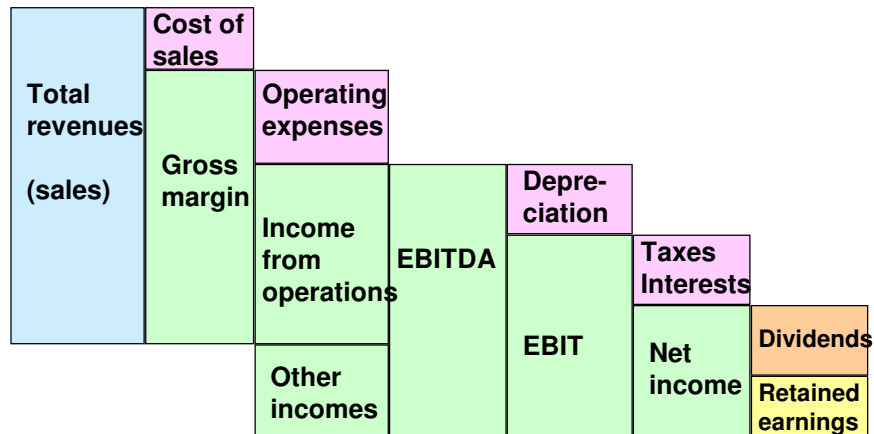 Total
revenues
(sales)
Cost of
sales
Gross
margin
Operating
expenses
Income
from
operations
Other
incomes
EBITDA
Depre-
ciation
EBIT
Taxes
Interests
Net
income
Dividends
Retained
earnings